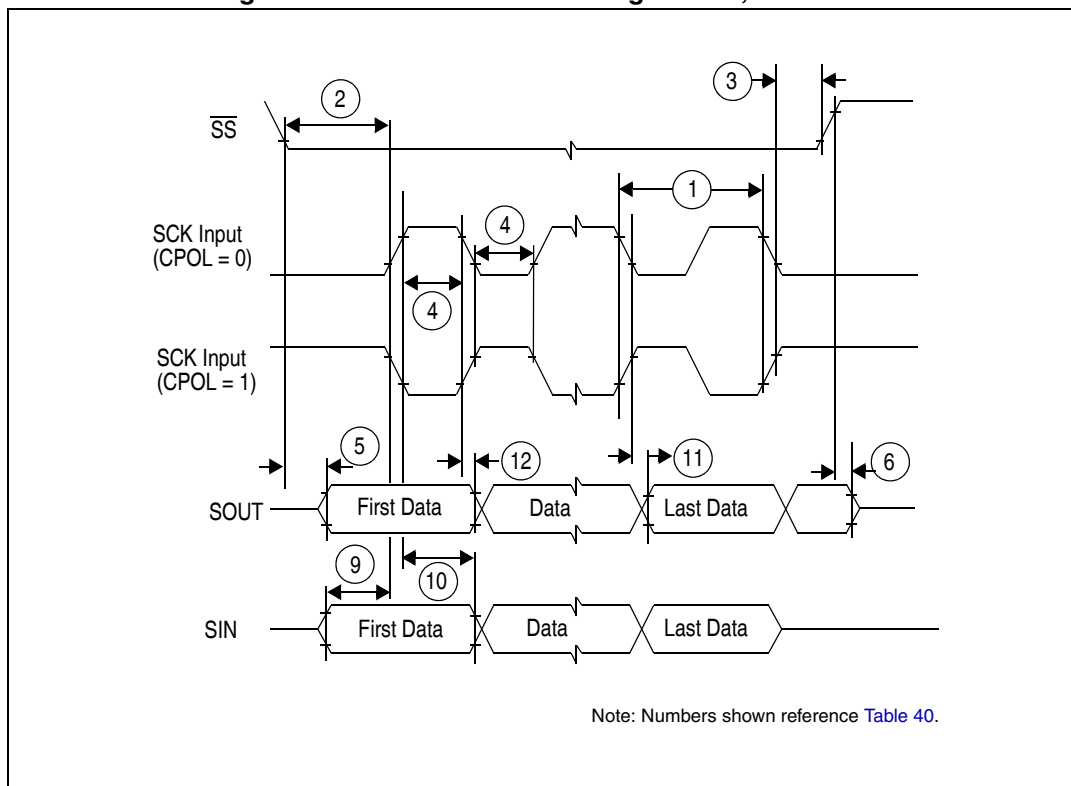 3
2
SS
1
SCK Input
(CPOL = 0)
4
4
SCK Input
(CPOL = 1)
5
12
11
6
SOUT
First Data
Data
Last Data
9
10
SIN
First Data
Data
Last Data
Note: Numbers shown reference Table 40.